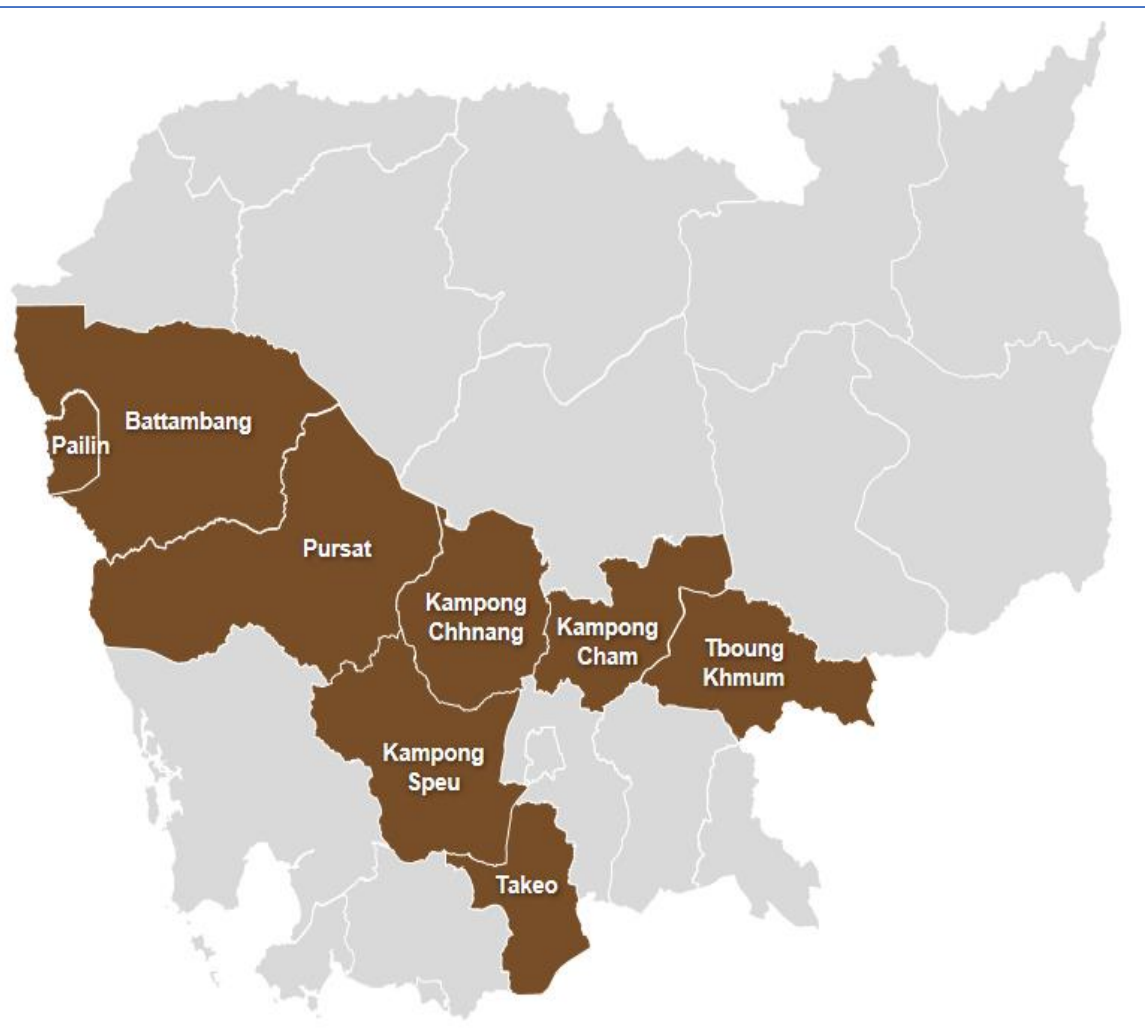 Battambang
Pailin
Pursat
Kampong
Chhnang
Kampong
Cham
Tboung
Khmum
Kampong
Speu
Takeo